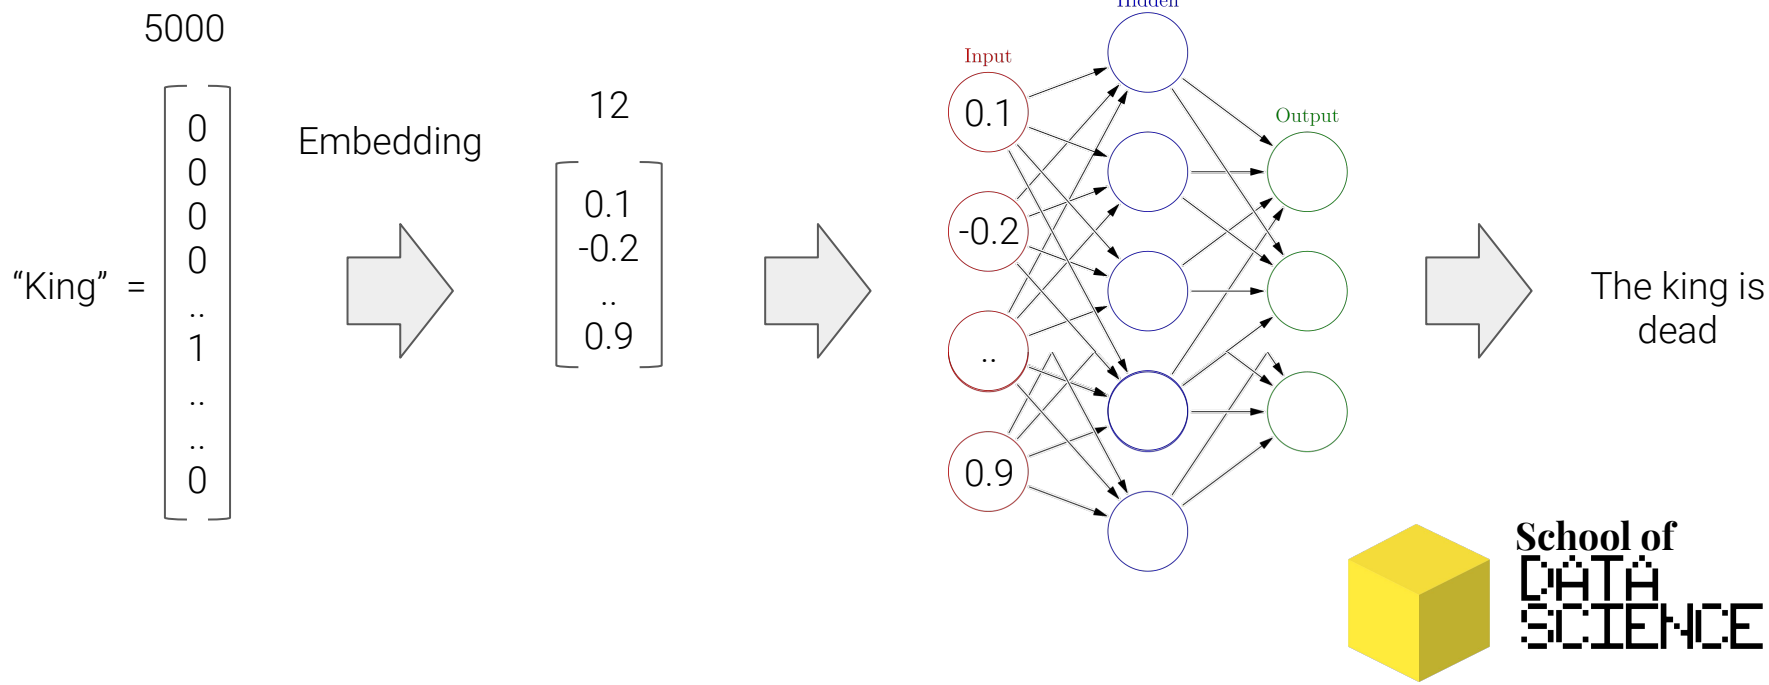 5000
“King” =
0
0
0
0
..
1
..
..
0
Embedding
12
0.1
-0.2
..
0.9
Input
0.1
-0.2
..
0.9
Hidden
Output
The king is
dead
School of
DATA
SCIENCE